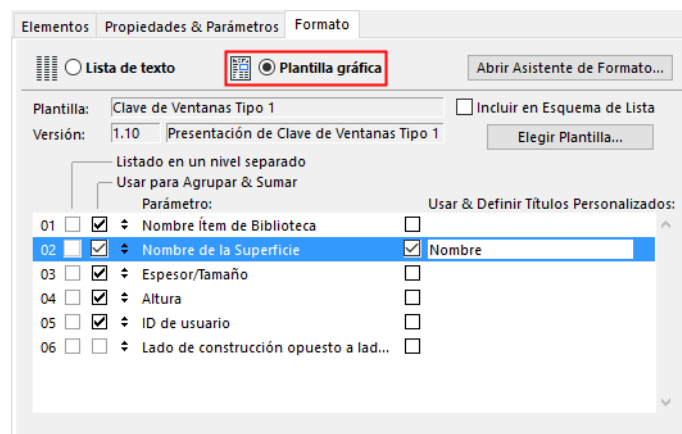 Elementos Propiedades & Parámetros Formato
Lista de texto Plantilla gráfica Abrir Asistente de Formato...
Plantilla: Clave de Ventanas Tipo 1 Incluir en Esquema de Lista
Versión: 1.10 Presentación de Clave de Ventanas Tipo 1 Elegir Plantilla...
Listado en un nivel separado
Usar para Agrupar & Sumar
Parámetro: Usar & Definir Títulos Personalizados:
01 Nombre Ítem de Biblioteca
02 Nombre de la Superficie Nombre
03 Espesor/Tamaño
04 Altura
05 ID de usuario
06 Lado de construcción opuesto a lad...